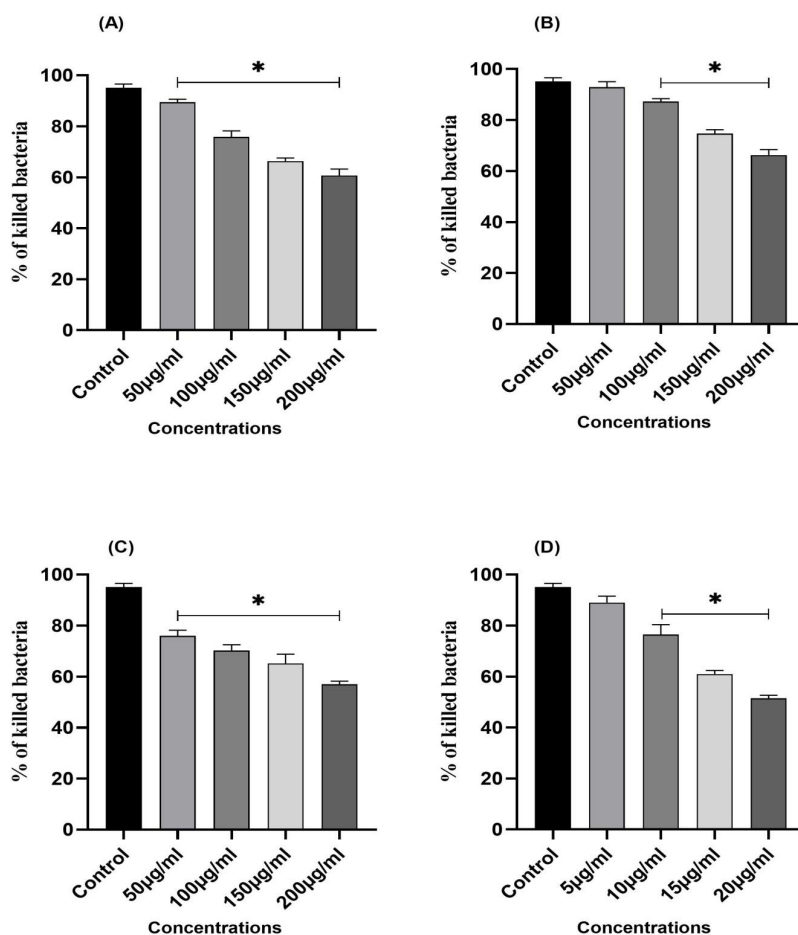 (A)
*
% of killed bacteria
100
80
60
40
20
0
Control
50µg/ml
100µg/ml
150µg/ml
200µg/ml
Concentrations
(B)
*
% of killed bacteria
100
80
60
40
20
0
Control
50µg/ml
100µg/ml
150µg/ml
200µg/ml
Concentrations
(C)
*
% of killed bacteria
100
80
60
40
20
0
Control
50µg/ml
100µg/ml
150µg/ml
200µg/ml
Concentrations
(D)
*
% of killed bacteria
100
80
60
40
20
0
Control
5µg/ml
10µg/ml
15µg/ml
20µg/ml
Concentrations